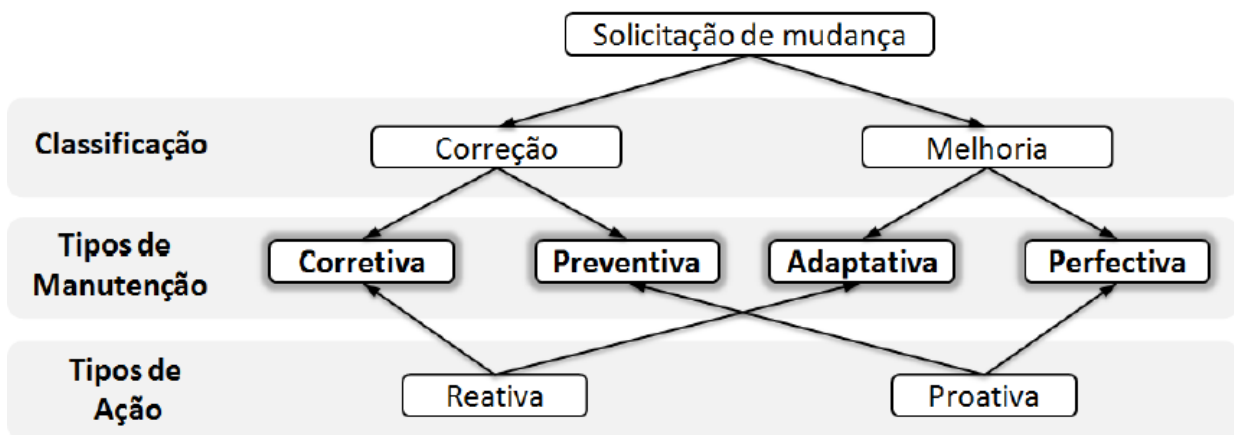 Solicitação de mudança
Classificação
Correção
Melhoria
Tipos de
Manutenção
Corretiva
Preventiva
Adaptativa
Perfectiva
Tipos de
Ação
Reativa
Proativa